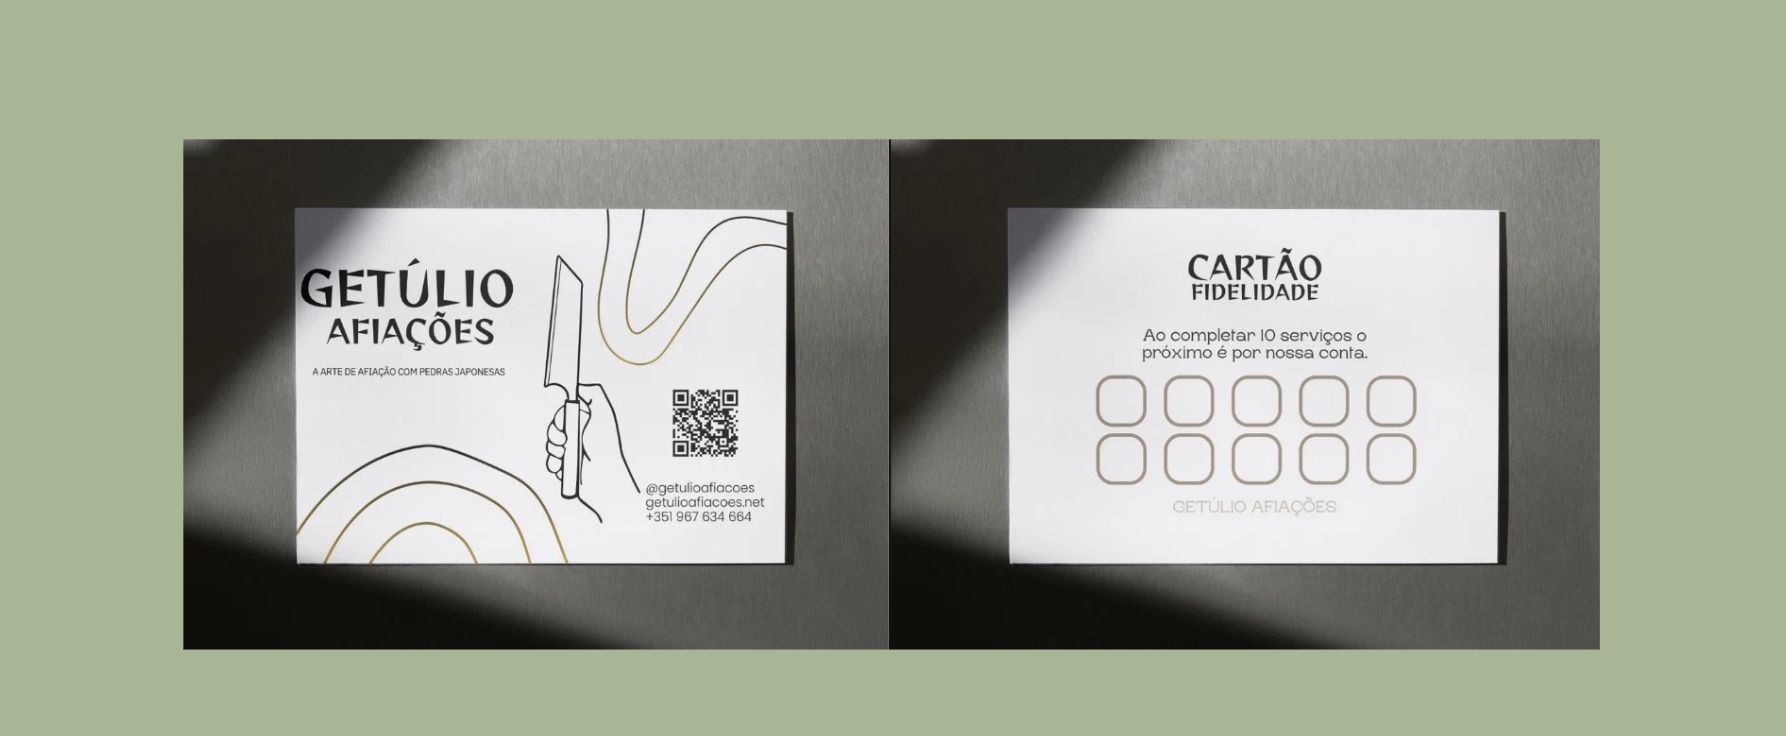 GETÚLIO
AFIAÇÕES
A ARTE DE AFIAÇÃO COM PEDRAS JAPONESAS
@getulioafiacoes
getulioafiacoes.net
+351 967 634 664
CARTÃO
FIDELIDADE
Ao completar 10 serviços o
próximo é por nossa conta.
GETÚLIO AFIAÇÕES